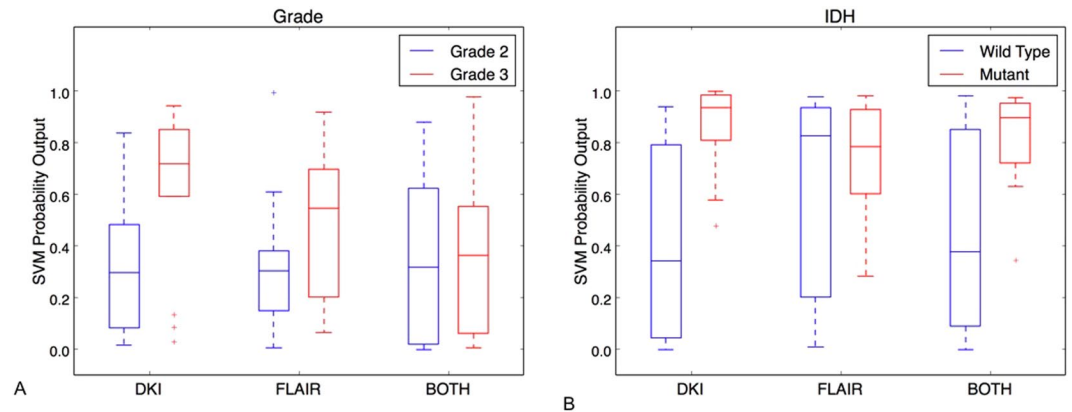 Grade
Grade 2
Grade 3
SVM Probability Output
1.0
0.8
0.6
0.4
0.2
0.0
DKI FLAIR BOTH
A
IDH
Wild Type
Mutant
SVM Probability Output
1.0
0.8
0.6
0.4
0.2
0.0
DKI FLAIR BOTH
B